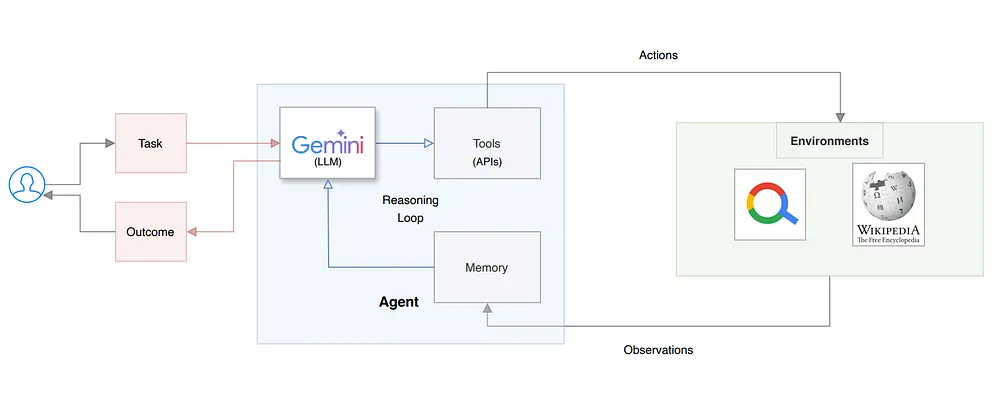 Actions
Environments
Task
Gemini
(LLM)
Tools
(APIs)
Reasoning
Loop
WIKIPEDIA
The Free Encyclopedia
Outcome
Memory
Agent
Observations